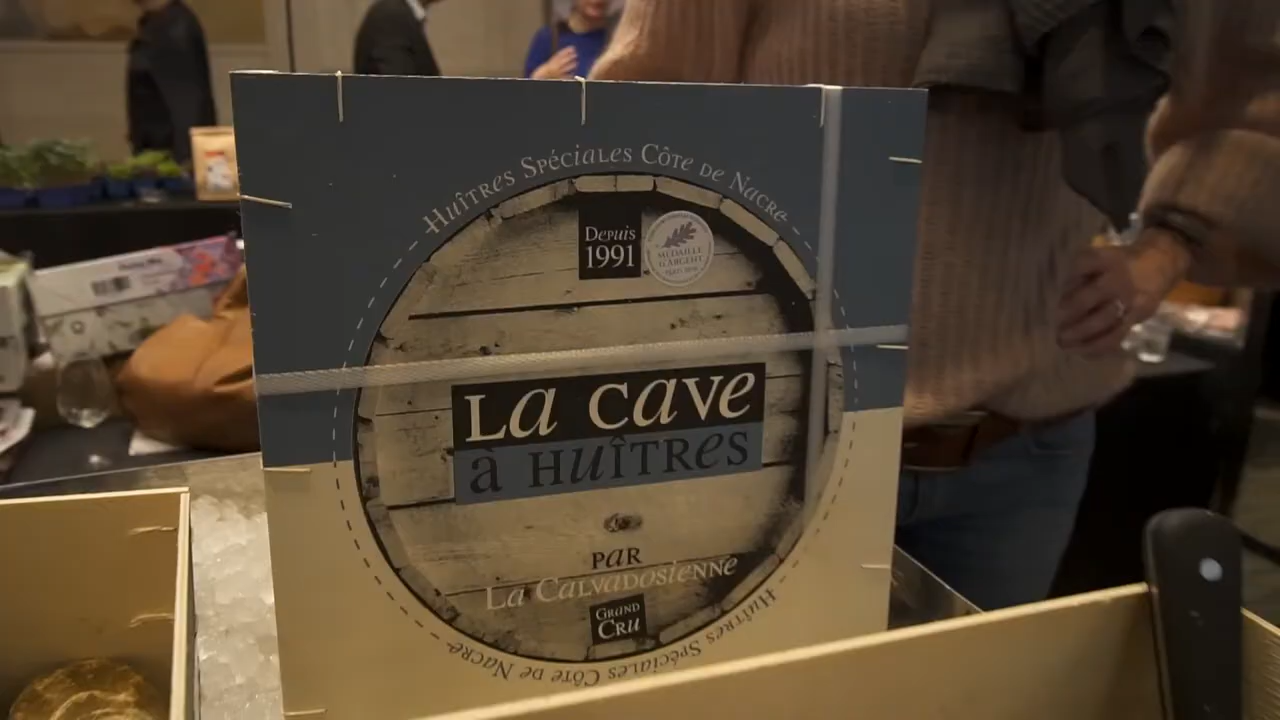 Huîtres Spéciales Côte de Nacre
Depuis
1991
MÉDAILLE
D'ARGENT
La cave
à Huîtres
par
La Calvadosienne
Grand
Cru
Huîtres Spéciales Côte de Nacre